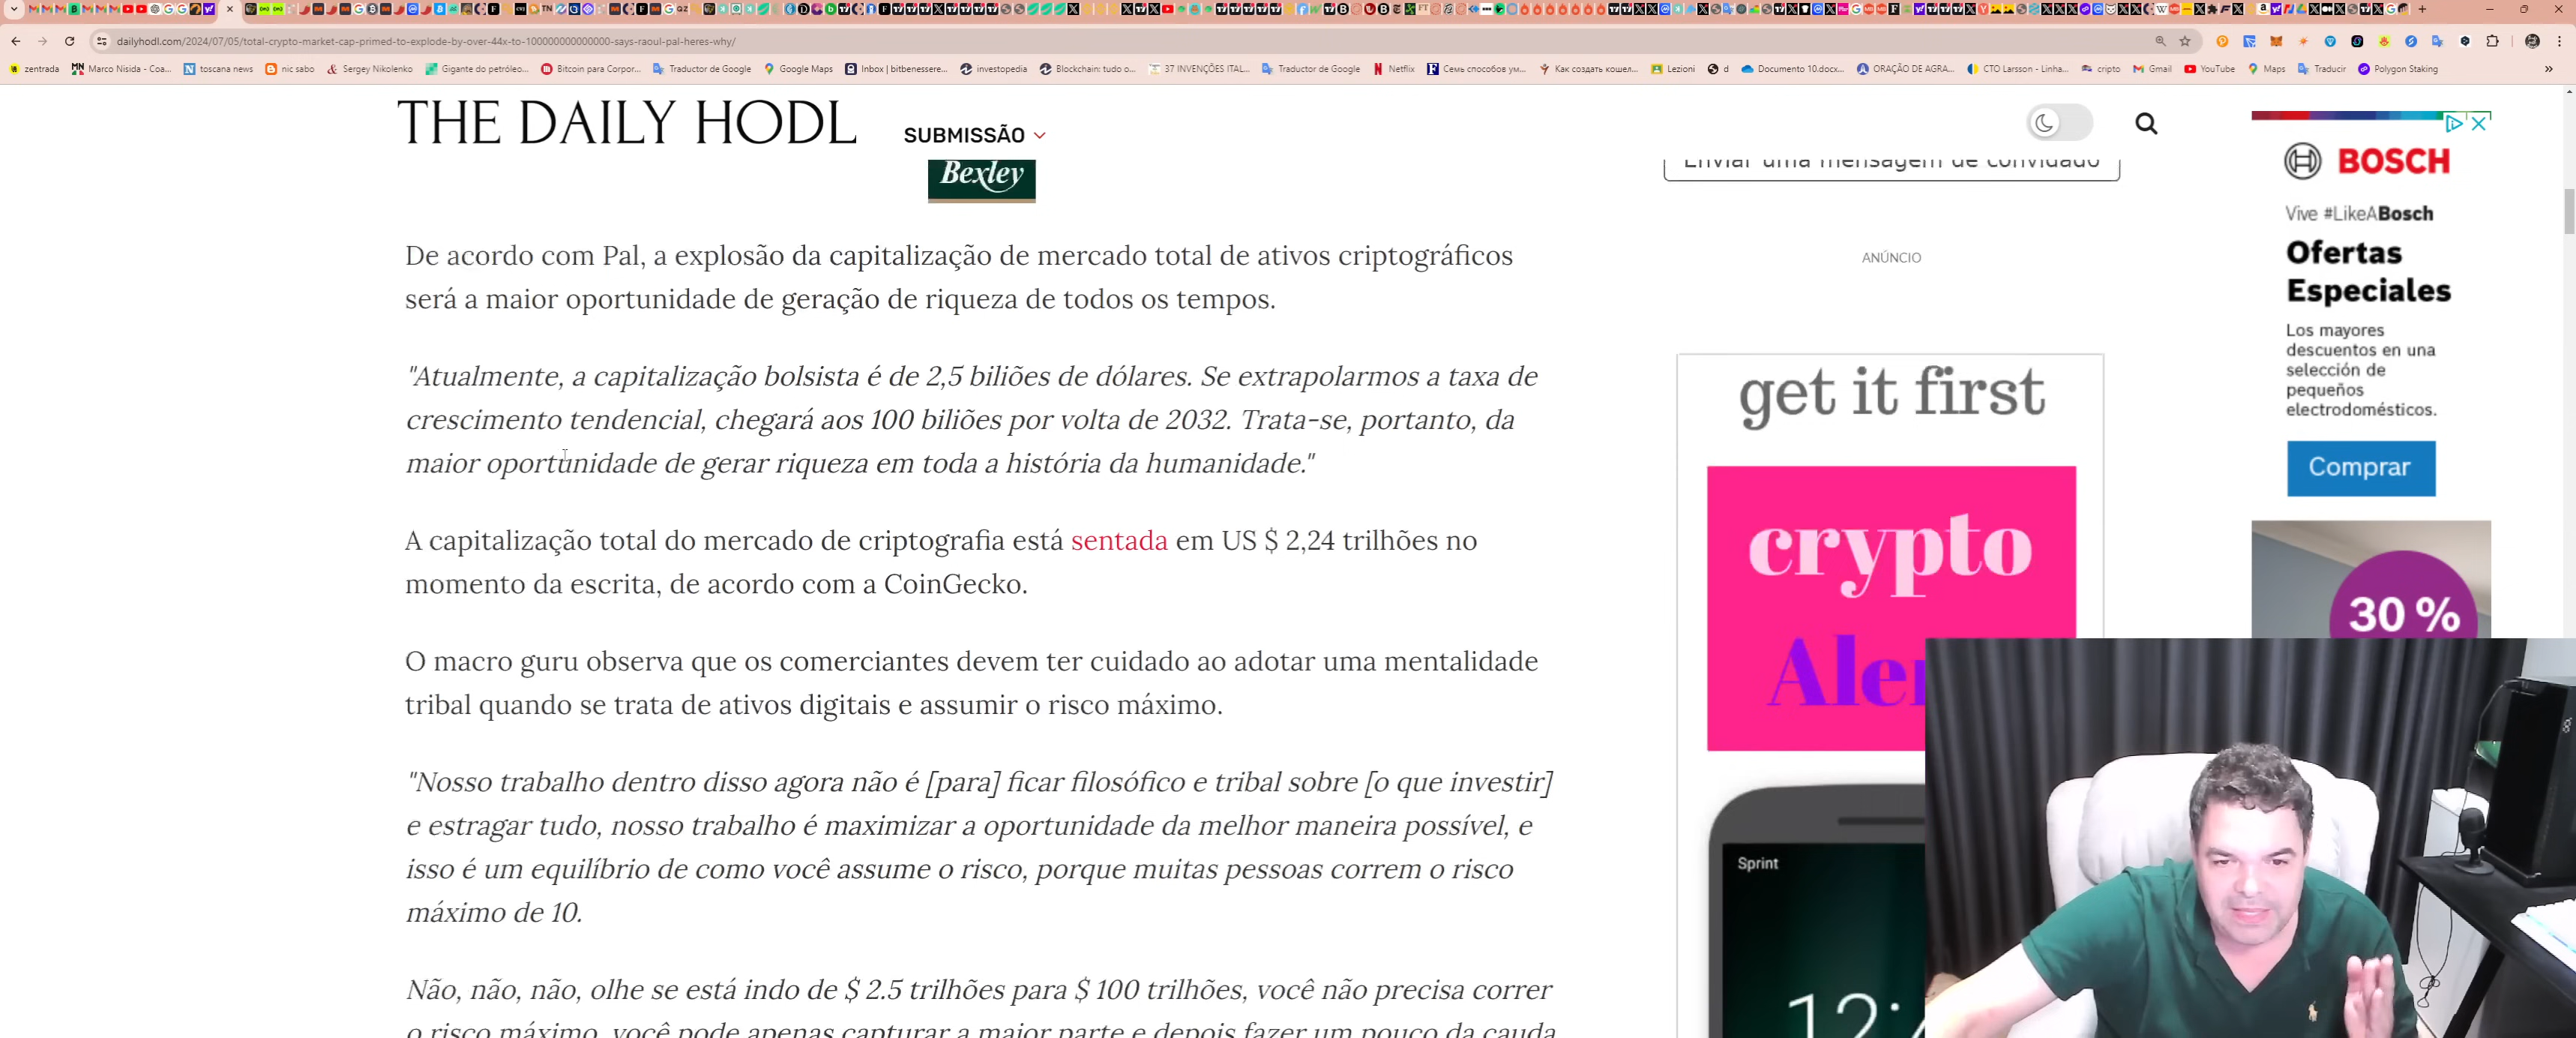 dailyhodl.com/2024/07/05/total-crypto-market-cap-primed-to-explode-by-over-44x-to-100000000000000-says-raoul-pal-heres-why/
zentrada
Marco Nisida - Coa...
toscana news
nic sabo
Sergey Nikolenko
Gigante do petróleo...
Bitcoin para Corpor...
Traductor de Google
Google Maps
Inbox | bitbenessere...
investopedia
Blockchain: tudo o...
37 INVENÇÕES ITAL...
Traductor de Google
Netflix
Семь способов ум...
Как создать кошел...
Lezioni
d
Documento 10.docx...
ORAÇÃO DE AGRA...
CTO Larsson - Linha...
cripto
Gmail
YouTube
Maps
Traducir
Polygon Staking
THE DAILY HODL
SUBMISSÃO
Bexley
De acordo com Pal, a explosão da capitalização de mercado total de ativos criptográficos
será a maior oportunidade de geração de riqueza de todos os tempos.
"Atualmente, a capitalização bolsista é de 2,5 biliões de dólares. Se extrapolarmos a taxa de
crescimento tendencial, chegará aos 100 biliões por volta de 2032. Trata-se, portanto, da
maior oportunidade de gerar riqueza em toda a história da humanidade."
A capitalização total do mercado de criptografia está sentada em US $ 2,24 trilhões no
momento da escrita, de acordo com a CoinGecko.
O macro guru observa que os comerciantes devem ter cuidado ao adotar uma mentalidade
tribal quando se trata de ativos digitais e assumir o risco máximo.
"Nosso trabalho dentro disso agora não é [para] ficar filosófico e tribal sobre [o que investir]
e estragar tudo, nosso trabalho é maximizar a oportunidade da melhor maneira possível, e
isso é um equilíbrio de como você assume o risco, porque muitas pessoas correm o risco
máximo de 10.
Não, não, não, olhe se está indo de $ 2.5 trilhões para $ 100 trilhões, você não precisa correr
o risco máximo, você pode apenas capturar a maior parte e depois fazer um pouco da cauda
Enviar uma mensagem de convidado
ANÚNCIO
get it first
crypto
Sprint
BOSCH
Vive #LikeABosch
Ofertas
Especiales
Los mayores
descuentos en una
selección de
pequeños
electrodomésticos.
Comprar
30 %